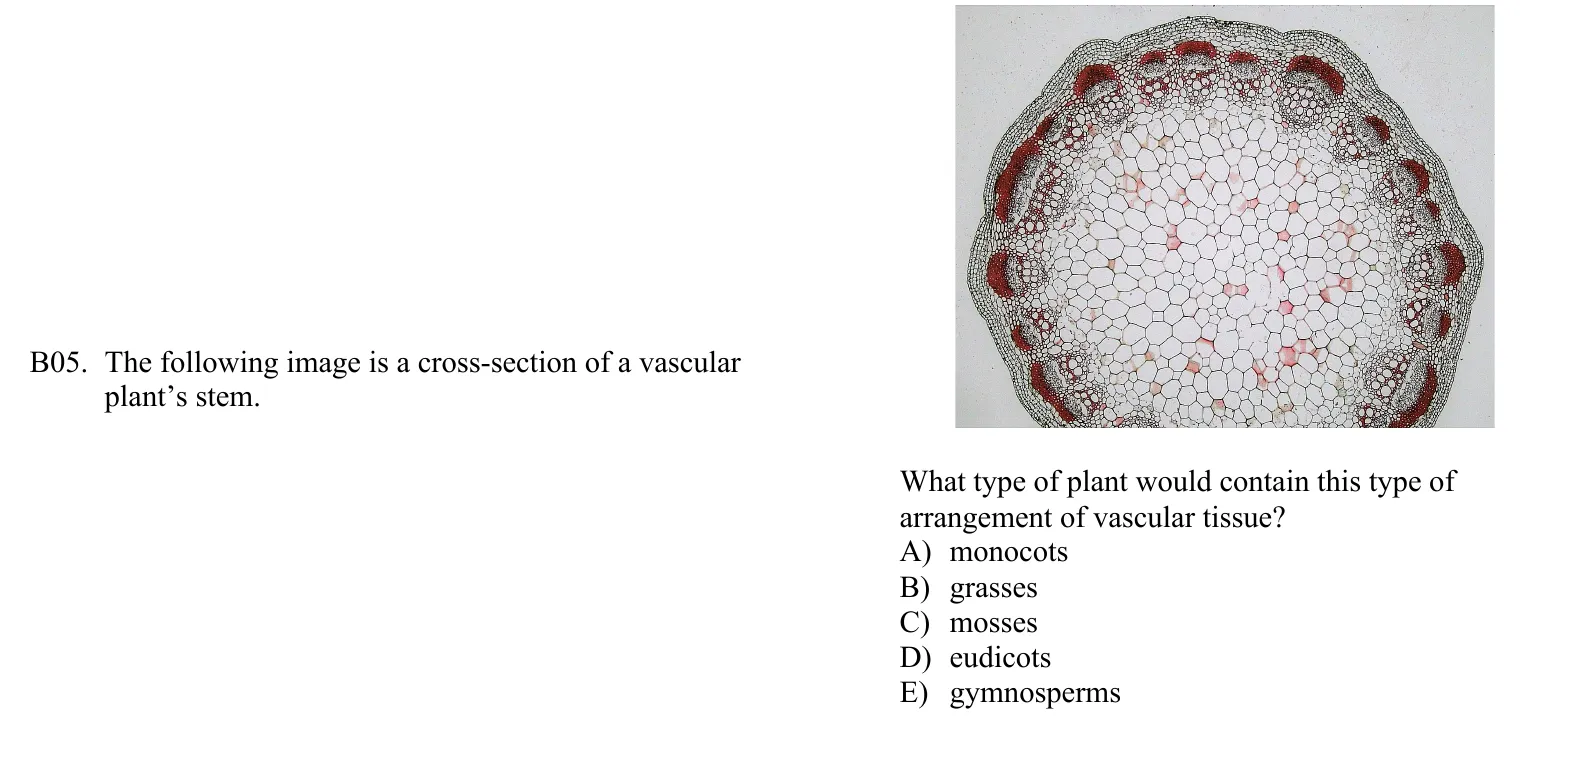 B05. The following image is a cross-section of a vascular
plant’s stem.
What type of plant would contain this type of
arrangement of vascular tissue?
A) monocots
B) grasses
C) mosses
D) eudicots
E) gymnosperms